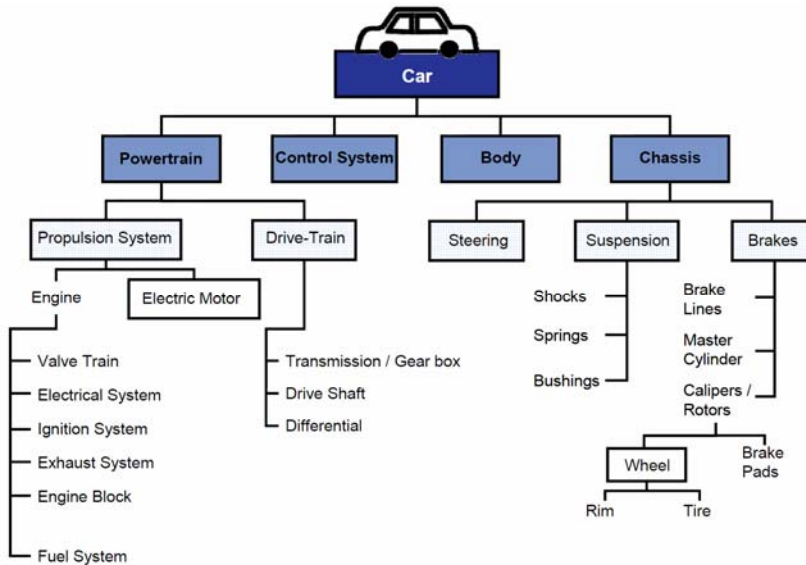 Car
Powertrain
Control System
Body
Chassis
Propulsion System
Drive-Train
Steering
Suspension
Brakes
Engine
Electric Motor
Valve Train
Electrical System
Ignition System
Exhaust System
Engine Block
Fuel System
Transmission / Gear box
Drive Shaft
Differential
Shocks
Springs
Bushings
Brake
Lines
Master
Cylinder
Calipers /
Rotors
Wheel
Brake
Pads
Rim
Tire